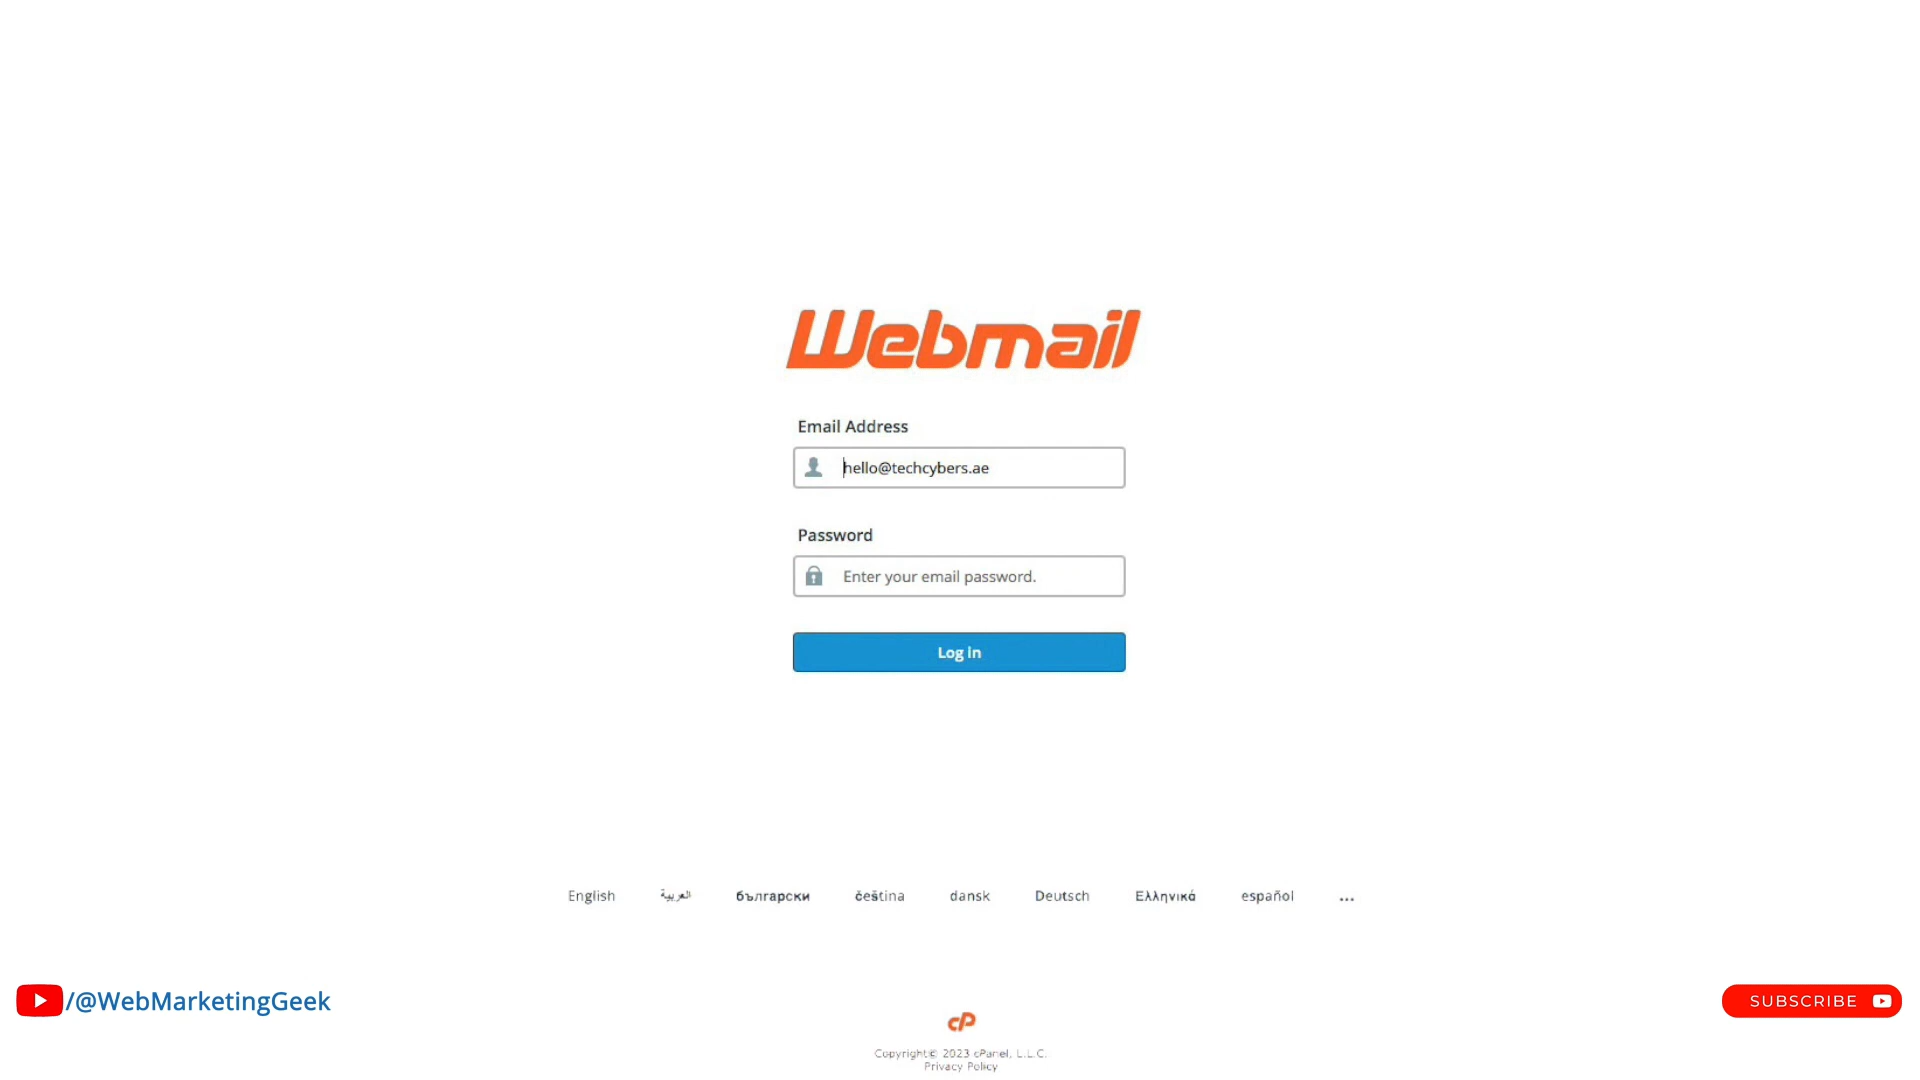 Webmail
Email Address
hello@techcybers.ae
Password
Enter your email password.
Log in
English العربية български čeština dansk Deutsch Ελληνικά español ...
/@WebMarketingGeek
SUBSCRIBE
cP
Copyright© 2023 cPanel, L.L.C.
Privacy Policy